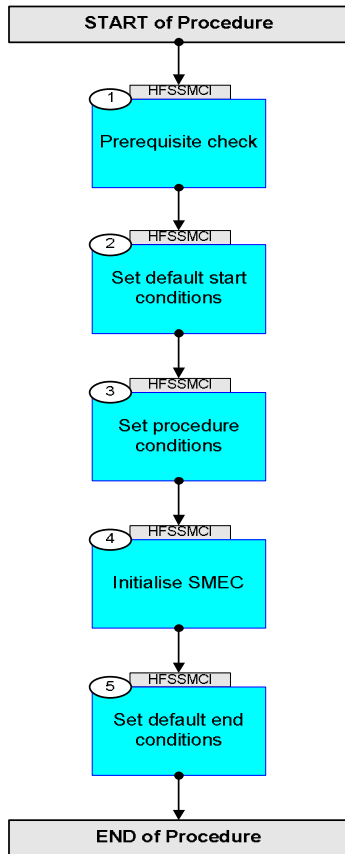 START of Procedure
HFSSMCI
1
Prerequisite check
HFSSMCI
2
Set default start
conditions
HFSSMCI
3
Set procedure
conditions
HFSSMCI
4
Initialise SMEC
HFSSMCI
5
Set default end
conditions
END of Procedure